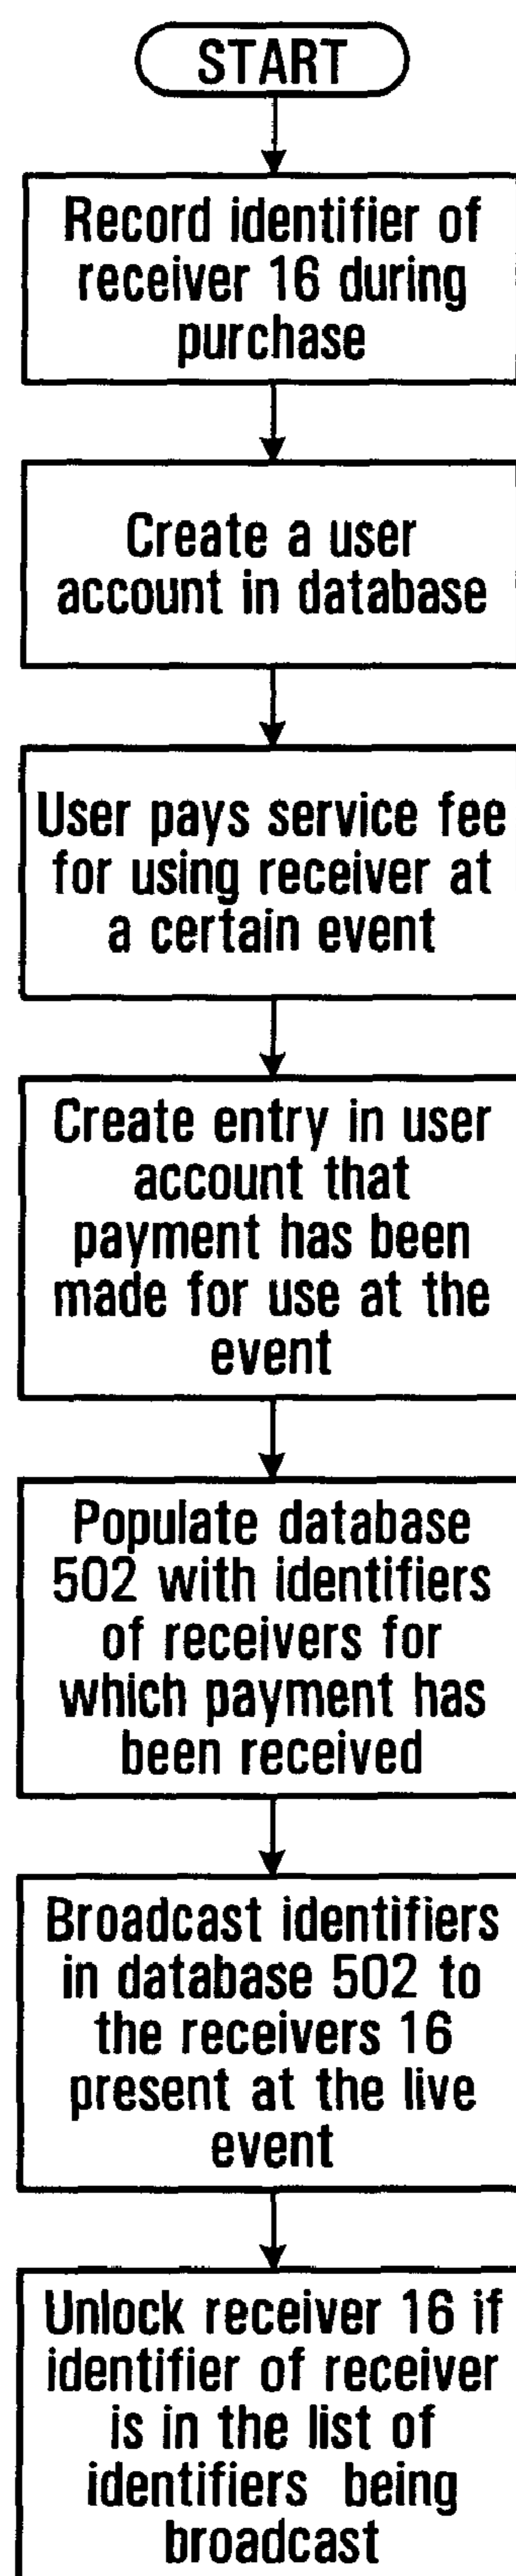 START
Record identifier of
receiver 16 during
purchase
Create a user
account in database
User pays service fee
for using receiver at
a certain event
Create entry in user
account that
payment has been
made for use at the
event
Populate database
502 with identifiers
of receivers for
which payment has
been received
Broadcast identifiers
in database 502 to
the receivers 16
present at the live
event
Unlock receiver 16 if
identifier of receiver
is in the list of
identifiers being
broadcast